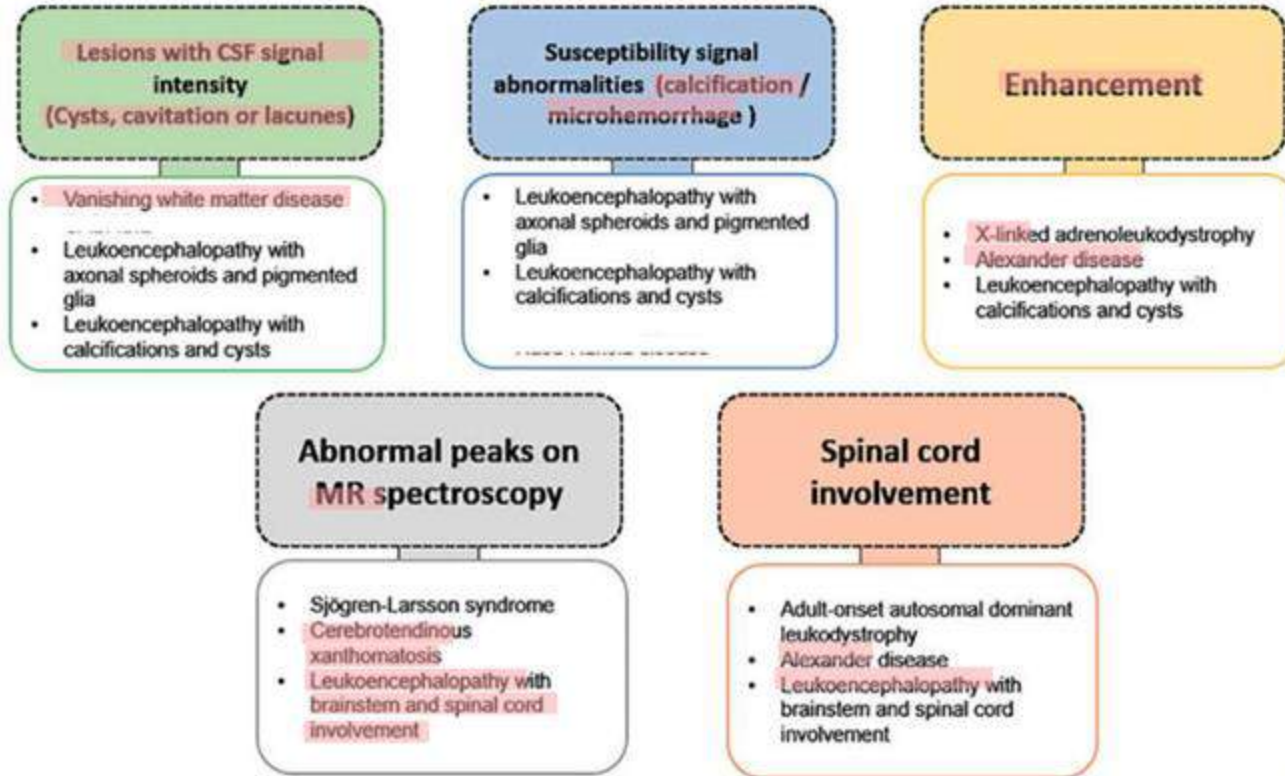 Lesions with CSF signal
intensity
(Cysts, cavitation or lacunes)
• Vanishing white matter disease
• Leukoencephalopathy with
axonal spheroids and pigmented
glia
• Leukoencephalopathy with
calcifications and cysts
Susceptibility signal
abnormalities (calcification /
microhemorrhage )
• Leukoencephalopathy with
axonal spheroids and pigmented
glia
• Leukoencephalopathy with
calcifications and cysts
Enhancement
• X-linked adrenoleukodystrophy
• Alexander disease
• Leukoencephalopathy with
calcifications and cysts
Abnormal peaks on
MR spectroscopy
• Sjögren-Larsson syndrome
• Cerebrotendinous
xanthomatosis
• Leukoencephalopathy with
brainstem and spinal cord
involvement
Spinal cord
involvement
• Adult-onset autosomal dominant
leukodystrophy
• Alexander disease
• Leukoencephalopathy with
brainstem and spinal cord
involvement